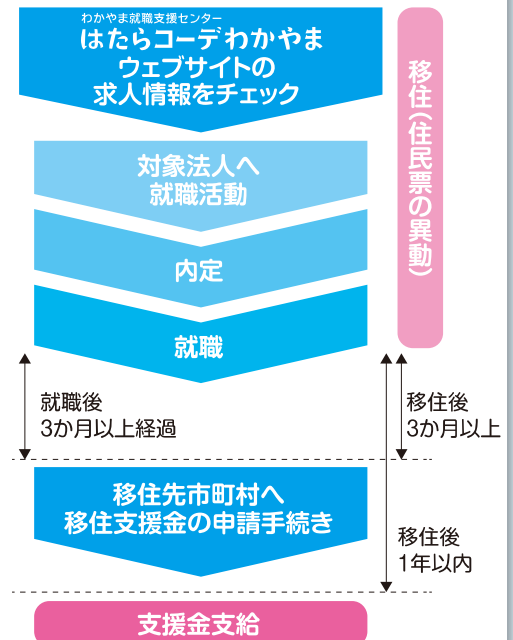 わかやま就職支援センター
はたらコーデわかやま
ウェブサイトの
求人情報をチェック
移住（住民票の異動）
対象法人へ
就職活動
内定
就職
就職後
3か月以上経過
移住後
3か月以上
移住先市町村へ
移住支援金の申請手続き
移住後
1年以内
支援金支給